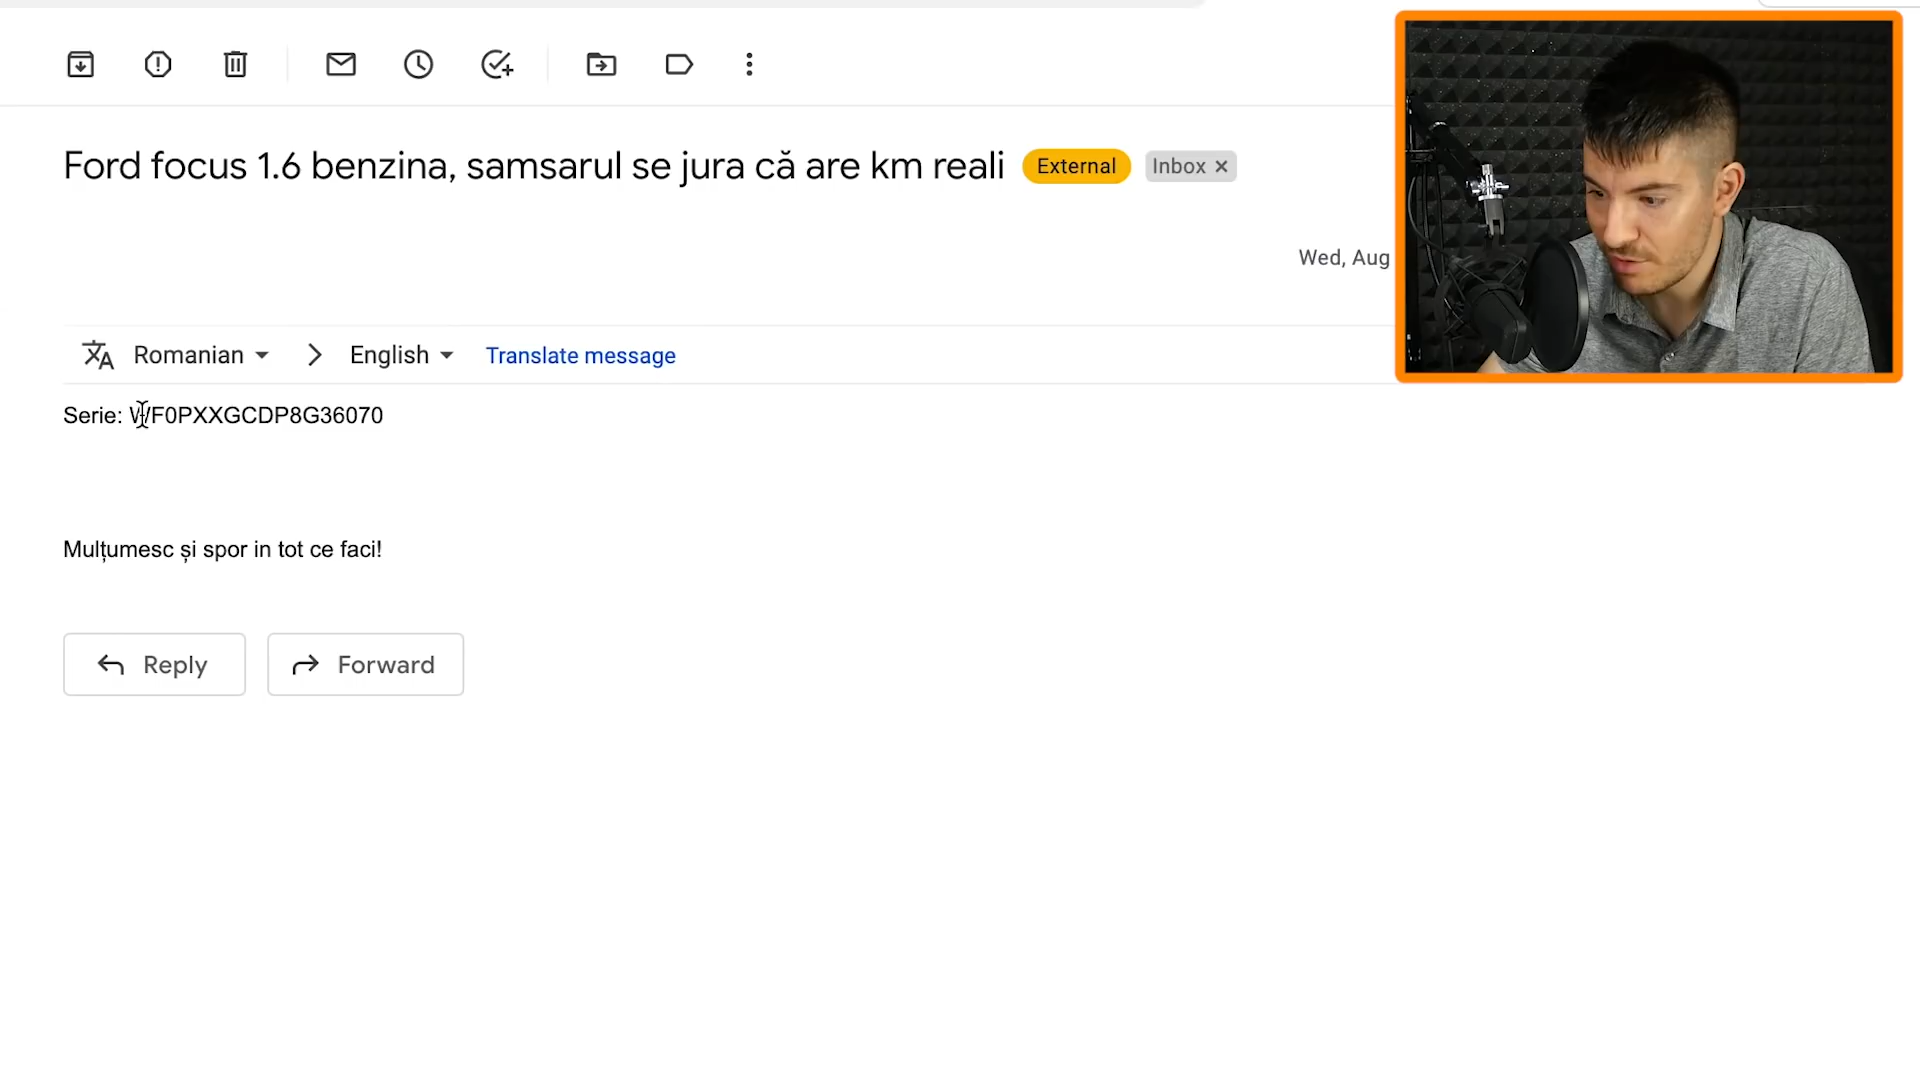 Ford focus 1.6 benzina, samsarul se jura că are km reali External Inbox
Wed, Aug
Romanian English Translate message
Serie: WF0PXXGCDP8G36070
Mulțumesc și spor in tot ce faci!
Reply Forward